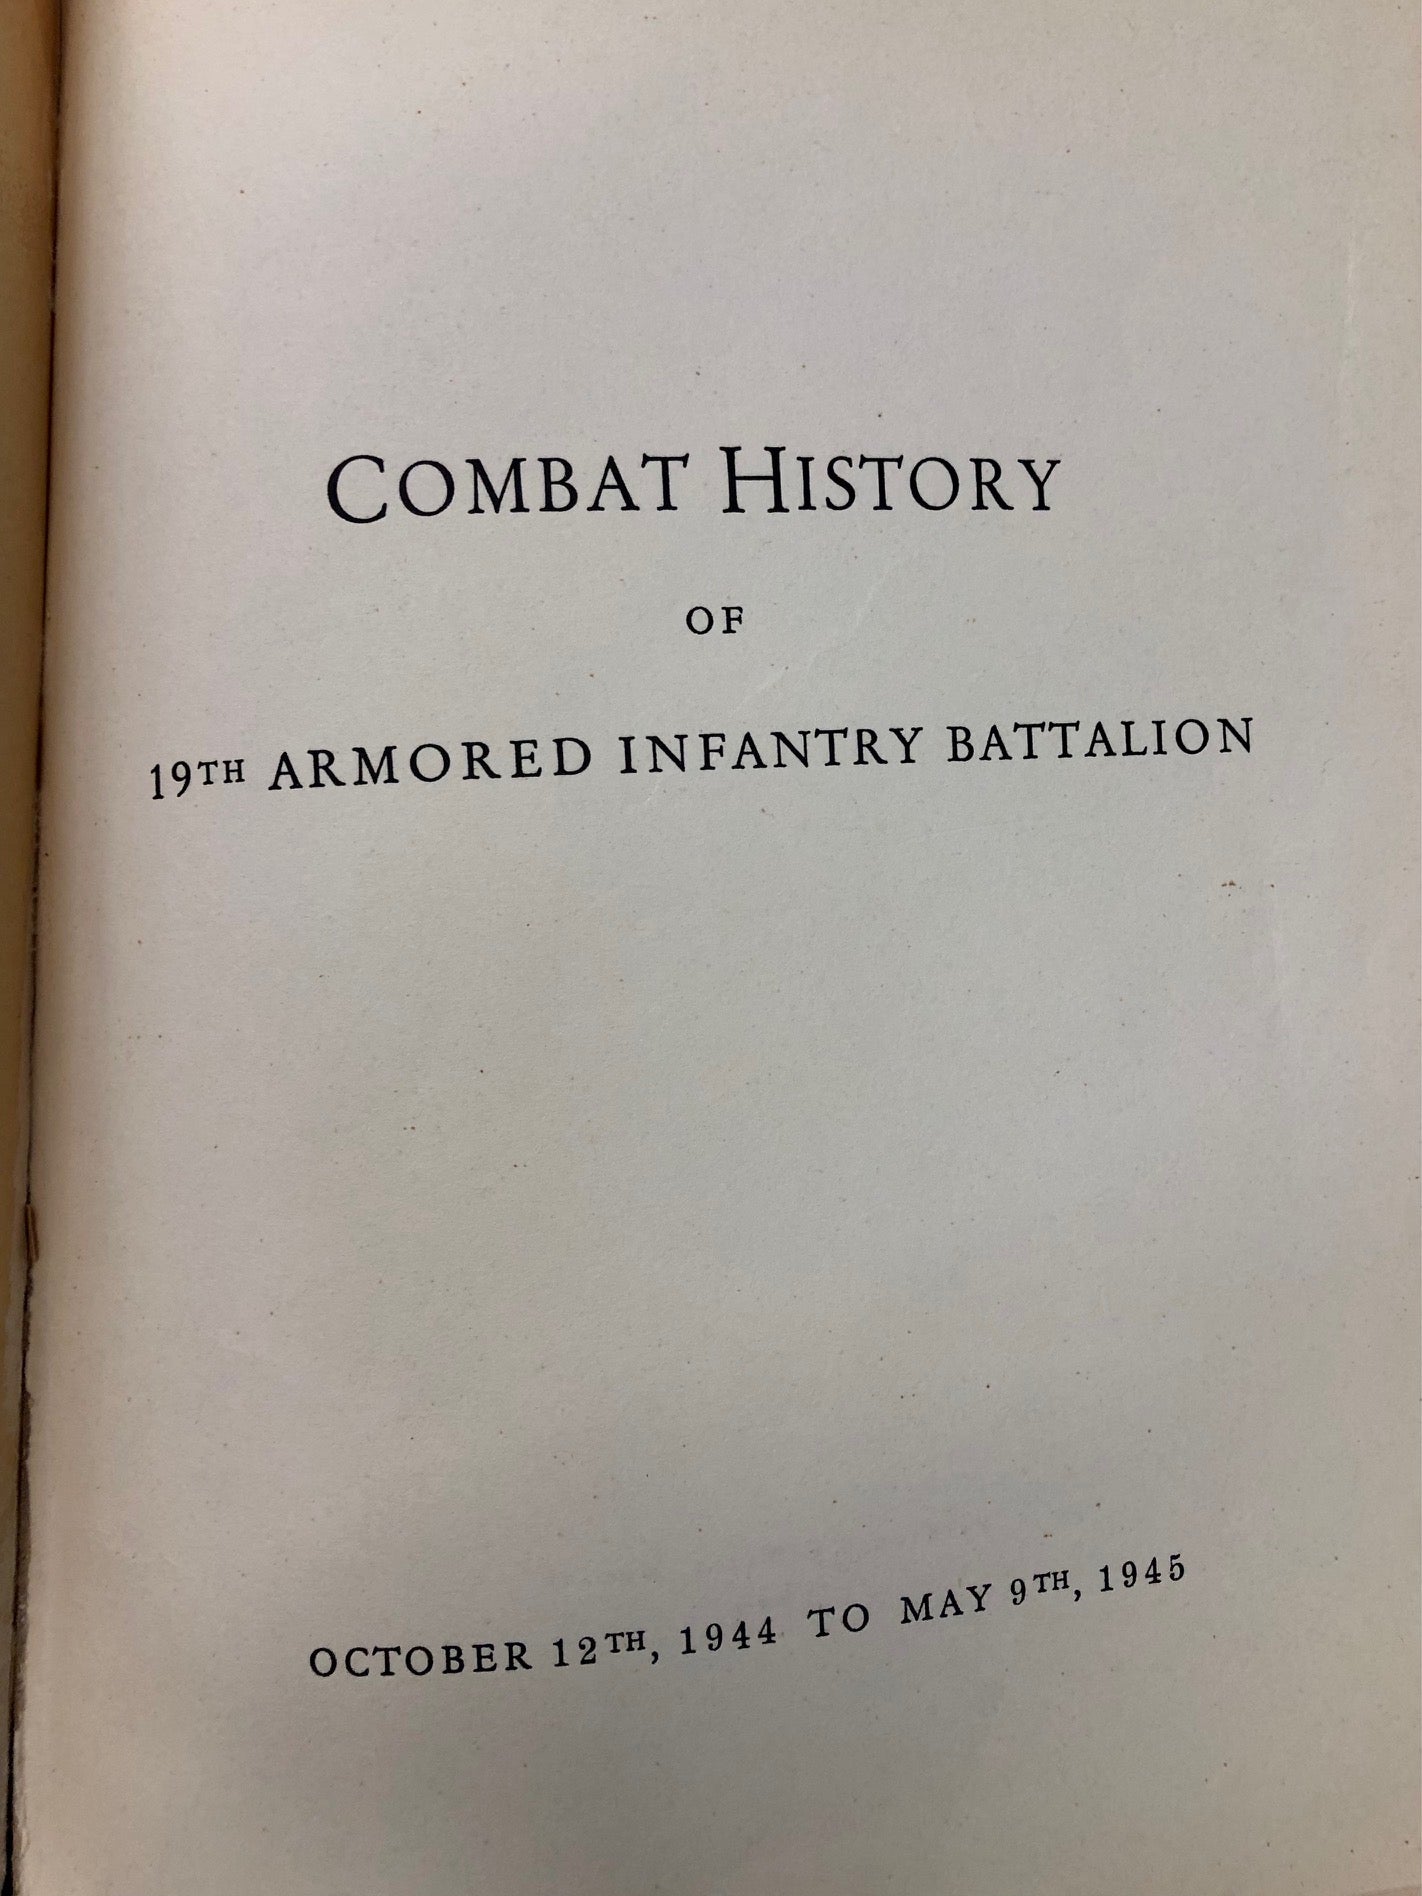 COMBAT HISTORY
OF
19TH ARMORED INFANTRY BATTALION
OCTOBER 12TH, 1944 TO MAY 9TH, 1945